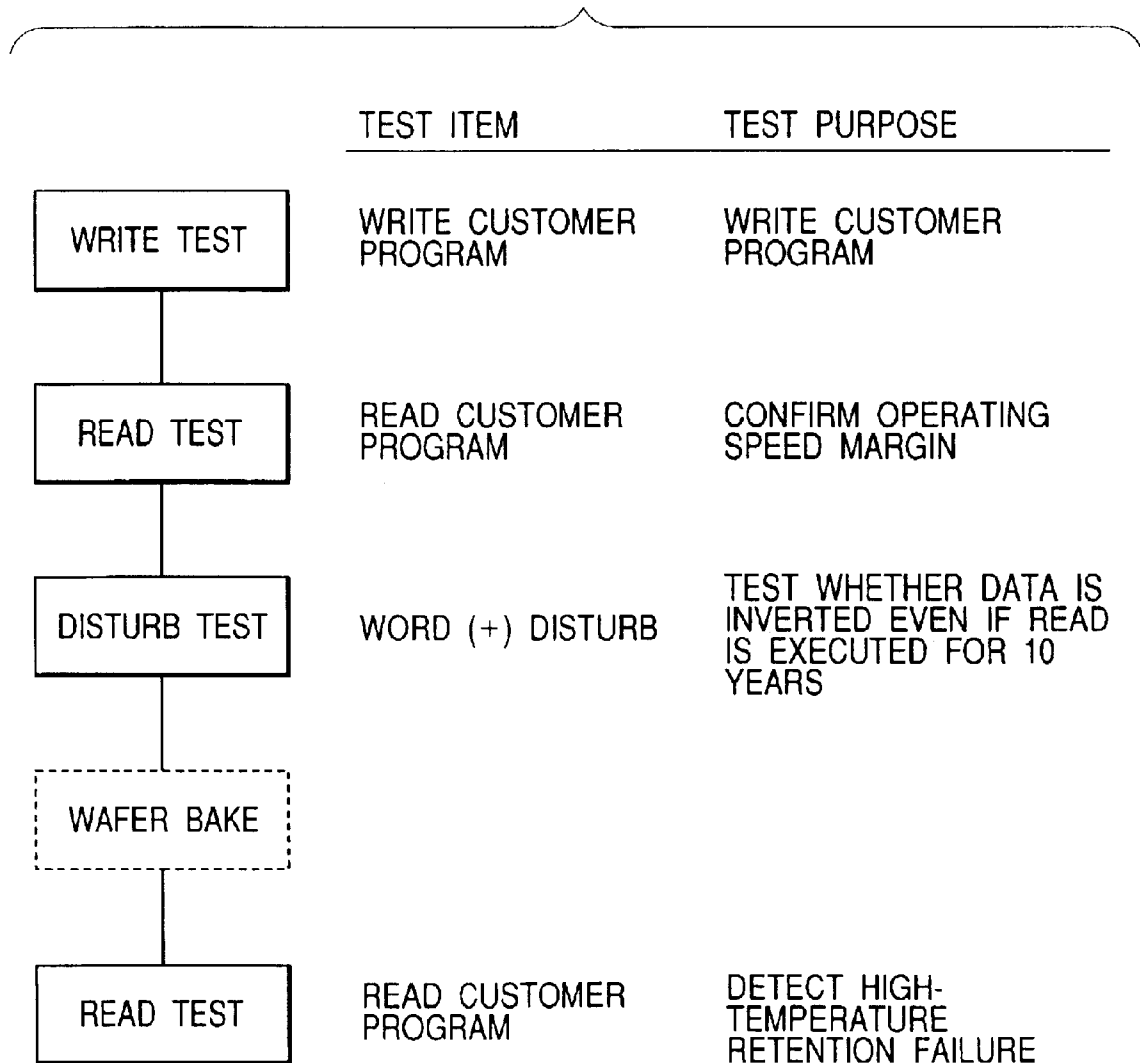 TEST ITEM TEST PURPOSE
WRITE TEST
WRITE CUSTOMER
PROGRAM
WRITE CUSTOMER
PROGRAM
READ TEST
READ CUSTOMER
PROGRAM
CONFIRM OPERATING
SPEED MARGIN
DISTURB TEST
WORD (+) DISTURB
TEST WHETHER DATA IS
INVERTED EVEN IF READ
IS EXECUTED FOR 10
YEARS
WAFER BAKE
READ TEST
READ CUSTOMER
PROGRAM
DETECT HIGH-
TEMPERATURE
RETENTION FAILURE